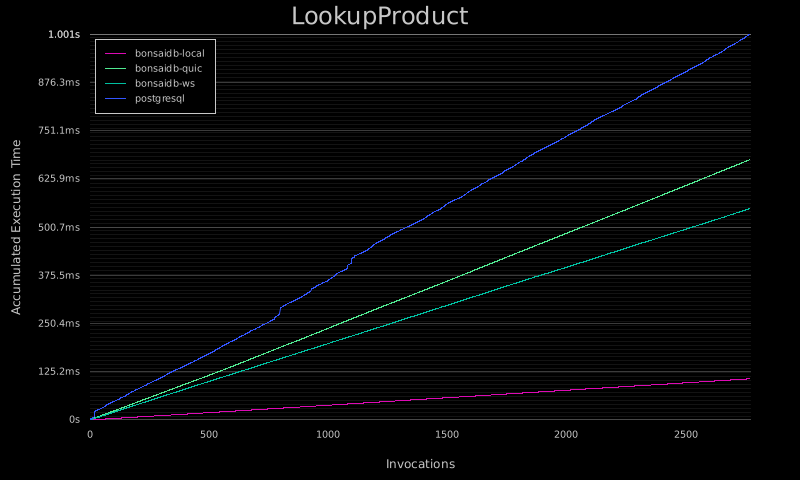 LookupProduct
1.001s
876.3ms
751.1ms
625.9ms
500.7ms
375.5ms
250.4ms
125.2ms
0s
bonsaidb-local
bonsaidb-quic
bonsaidb-ws
postgresql
Accumulated Execution Time
0 500 1000 1500 2000 2500
Invocations